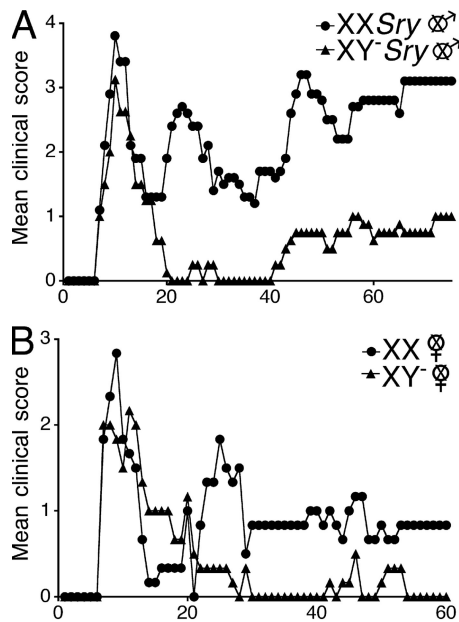 A
XXSry ♂
XY⁻Sry ♂
Mean clinical score
4
3
2
1
0
0 20 40 60
B
XX ♀
XY⁻ ♀
Mean clinical score
3
2
1
0
0 20 40 60